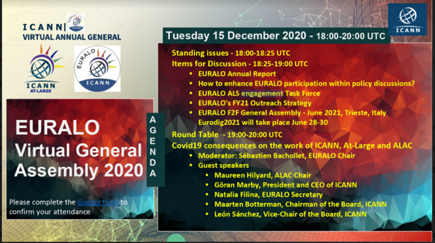 ICANN
VIRTUAL ANNUAL GENERAL
ICANN
AT-LARGE
EURALO
ICANN
EURALO
Virtual General
Assembly 2020
Please complete the
to
confirm your attendance
AGENDA
Tuesday 15 December 2020 - 18:00-20:00 UTC
Standing issues - 18:00-18:25 UTC
Items for Discussion - 18:25-19:00 UTC
• EURALO Annual Report
• How to enhance EURALO participation within policy discussions?
• EURALO ALS engagement Task Force
• EURALO's FY21 Outreach Strategy
• EURALO F2F General Assembly - June 2021, Trieste, Italy
Eurodig2021 will take place June 28-30
Round Table - 19:00-20:00 UTC
Covid19 consequences on the work of ICANN, At-Large and ALAC
• Moderator: Sébastien Bachollet, EURALO Chair
• Guest speakers
• Maureen Hilyard, ALAC Chair
• Göran Marby, President and CEO of ICANN
• Natalia Filina, EURALO Secretary
• Maarten Botterman, Chairman of the Board, ICANN
• León Sánchez, Vice-Chair of the Board, ICANN